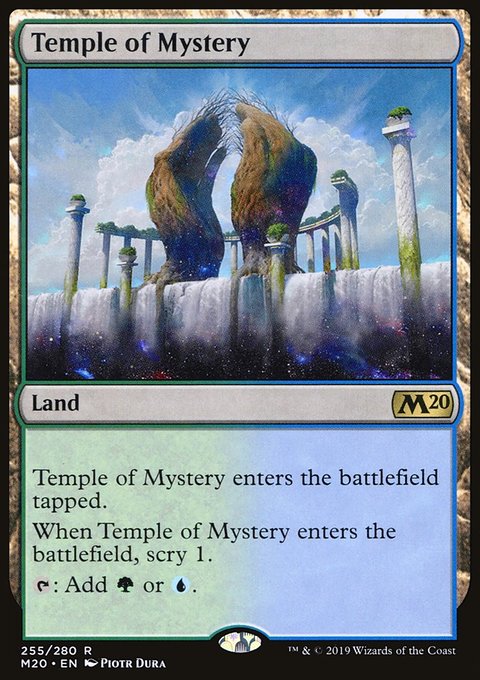 Temple of Mystery
Land
M20
Temple of Mystery enters the battlefield
tapped.
When Temple of Mystery enters the
battlefield, scry 1.
: Add or .
255/280 R
M20 • EN Piotr Dura
™ & © 2019 Wizards of the Coast